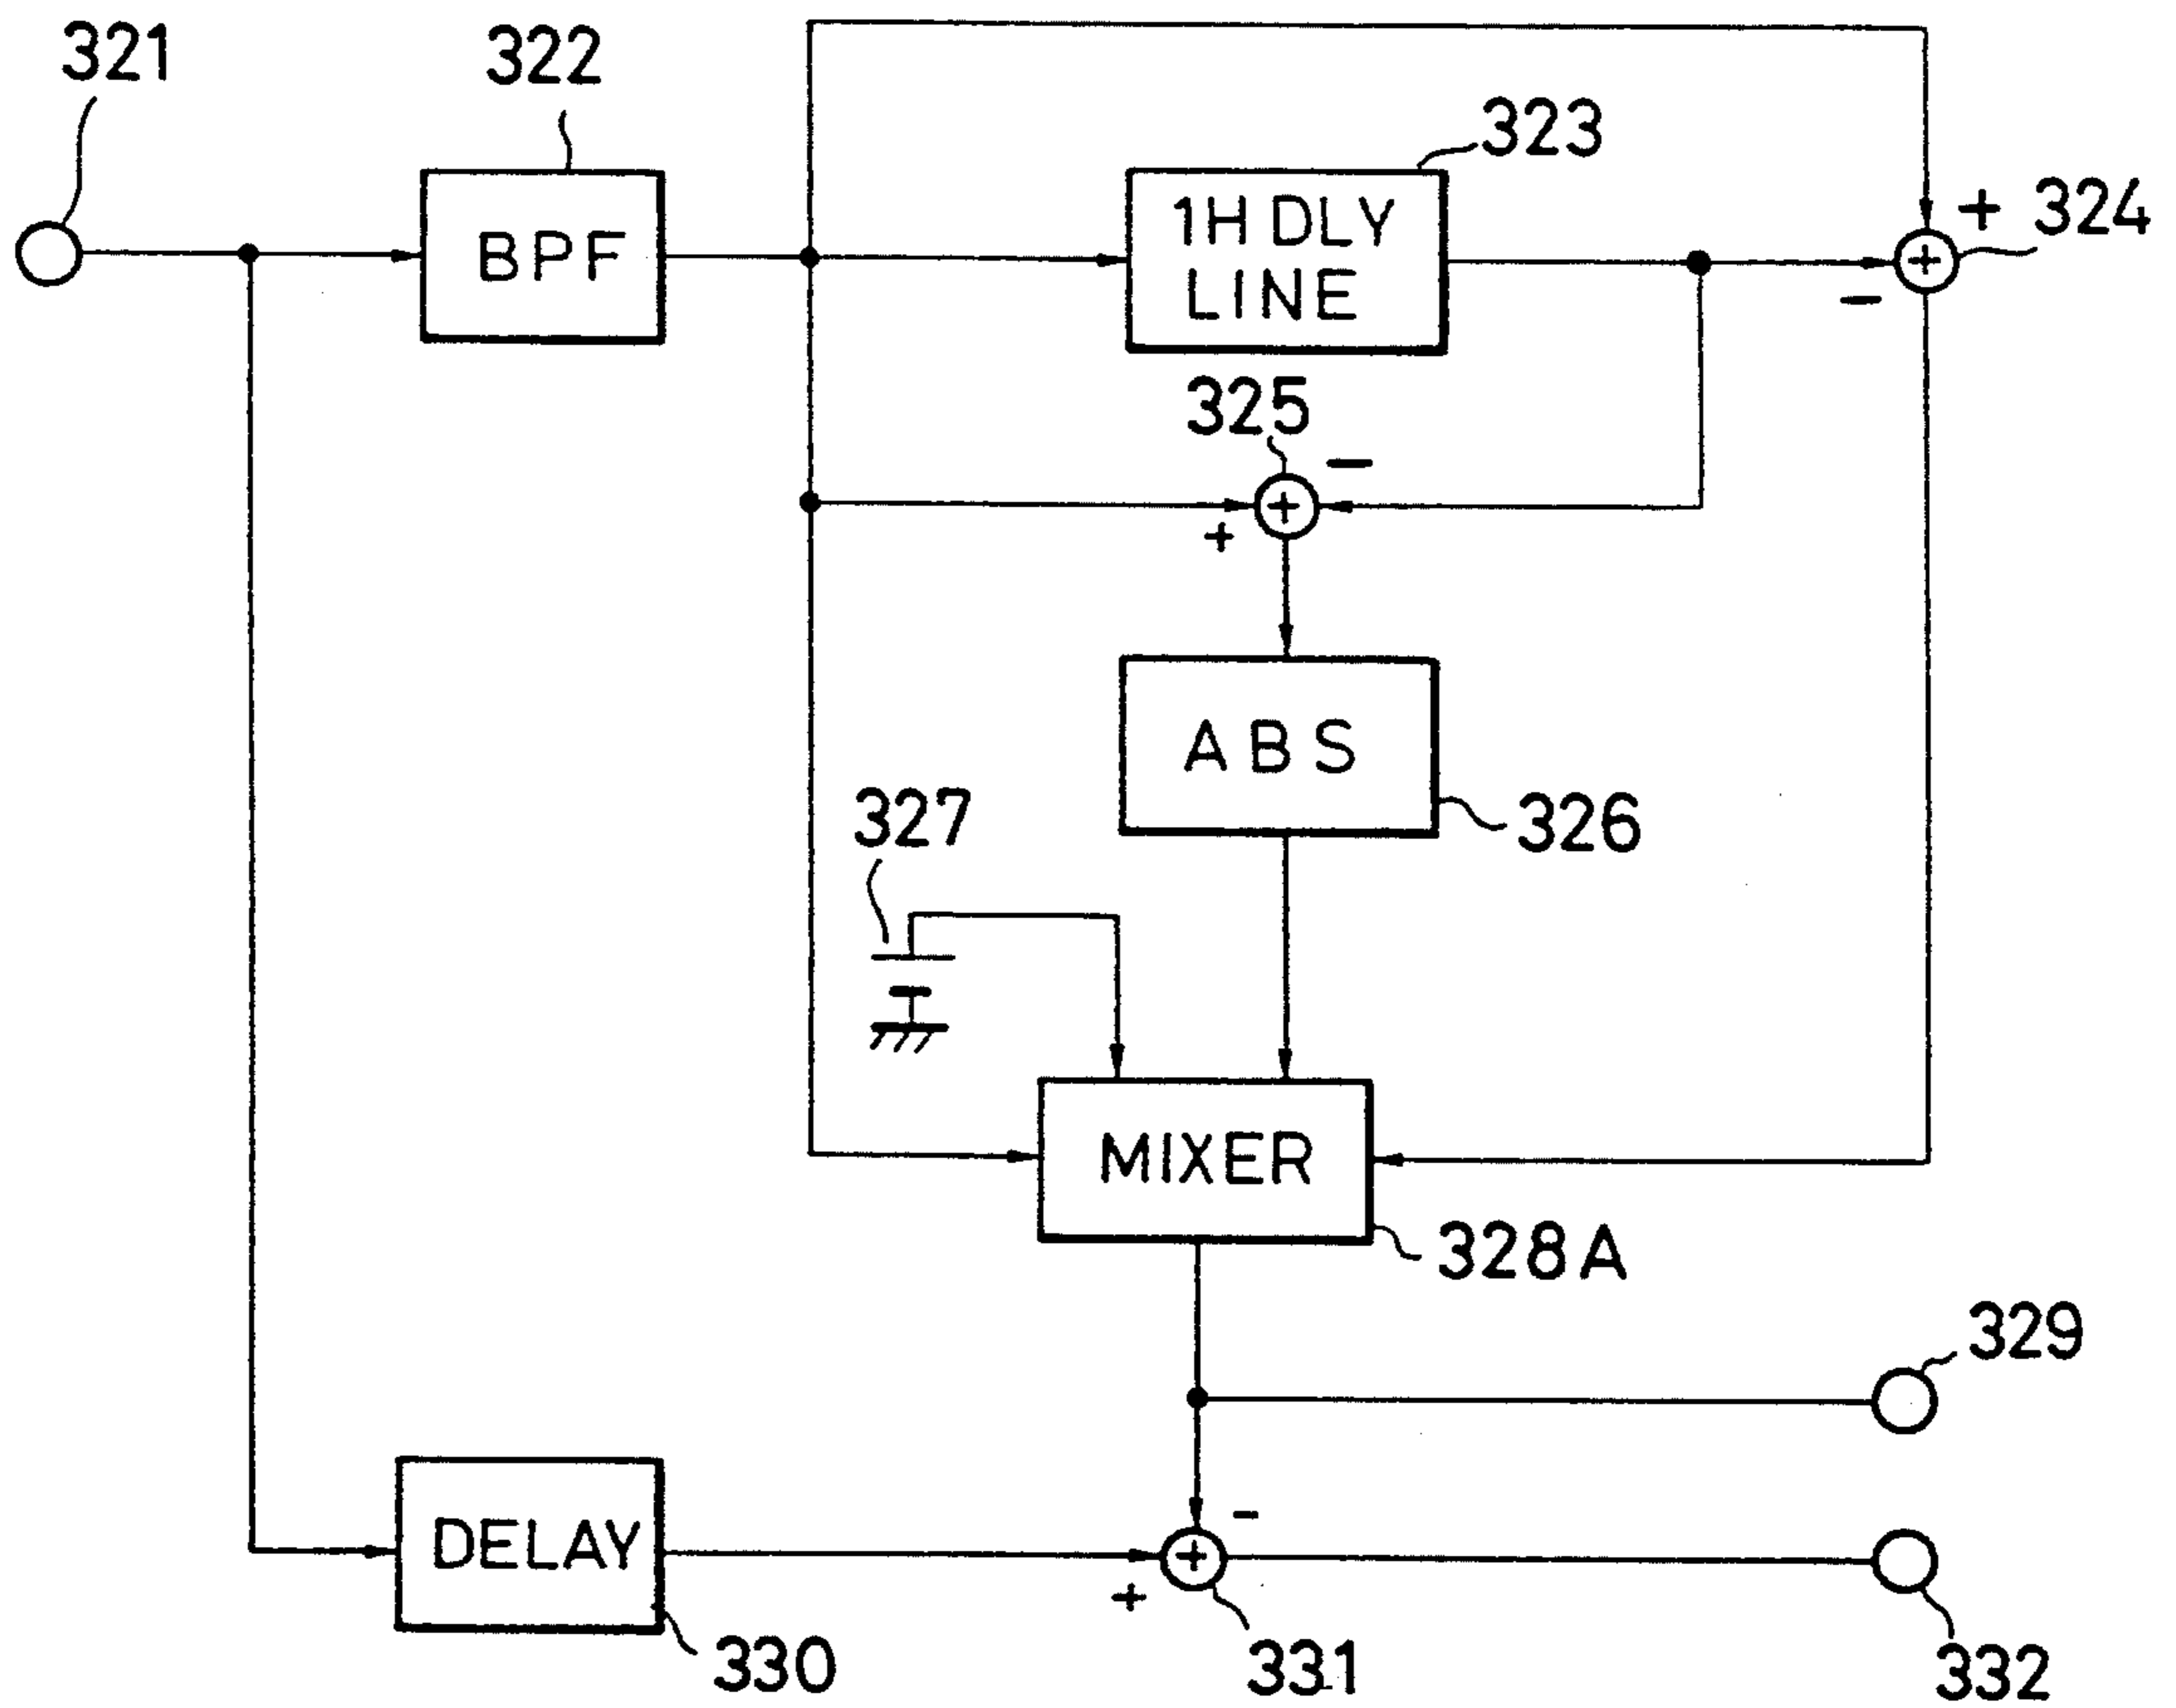 321
322
323
BPF
1H DLY
LINE
+ 324
+
−
325
−
+
+
ABS
326
327
MIXER
328A
329
DELAY
−
+
+
330
331
332